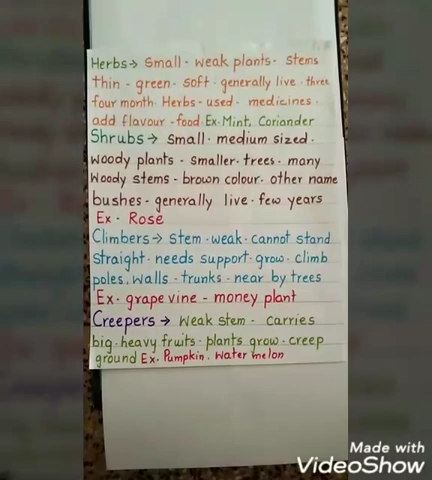 Herbs → Small - weak plants - Stems
thin - green - soft - generally live - three
four month. Herbs - used - medicines -
add flavour - food. Ex. Mint, Coriander
Shrubs → Small - medium sized -
woody plants - smaller - trees - many
woody stems - brown colour - other name
bushes - generally live - few years
Ex - Rose
Climbers → Stem - weak - cannot stand
straight - needs support - grow - climb
poles, walls - trunks - near by trees
Ex - grape vine - money plant
Creepers → Weak stem - carries
big - heavy fruits - plants grow - creep
ground Ex. Pumpkin. water melon
Made with
VideoShow